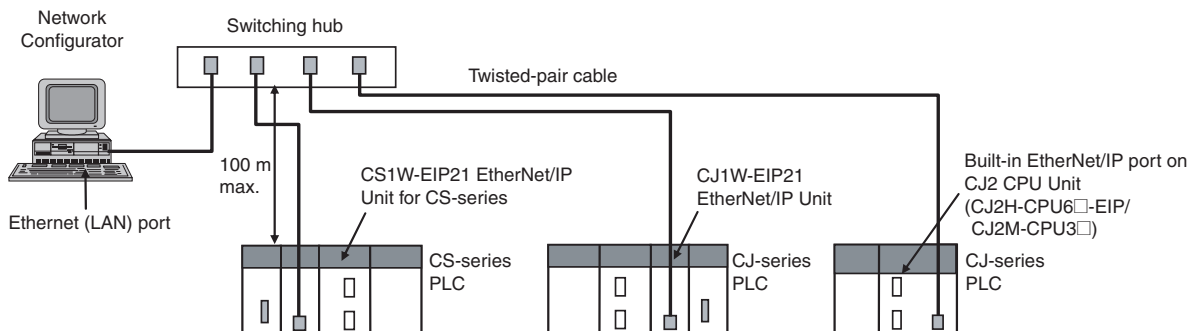 Network
Configurator
Switching hub
Twisted-pair cable
100 m
max.
Ethernet (LAN) port
CS1W-EIP21 EtherNet/IP
Unit for CS-series
CJ1W-EIP21
EtherNet/IP Unit
Built-in EtherNet/IP port on
CJ2 CPU Unit
(CJ2H-CPU6□-EIP/
CJ2M-CPU3□)
CS-series
PLC
CJ-series
PLC
CJ-series
PLC